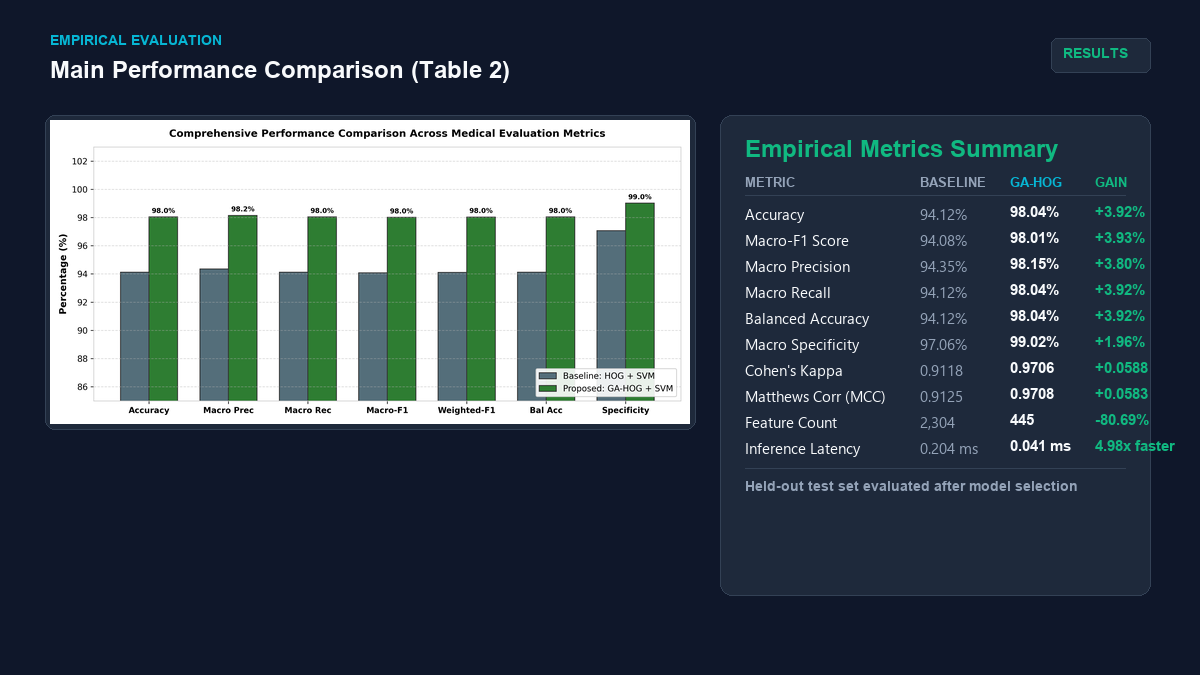 EMPIRICAL EVALUATION
Main Performance Comparison (Table 2)
RESULTS
Comprehensive Performance Comparison Across Medical Evaluation Metrics
Percentage (%)
102
100
98
96
94
92
90
88
86
98.0% 98.2% 98.0% 98.0% 98.0% 98.0% 99.0%
Baseline: HOG + SVM
Proposed: GA-HOG + SVM
Accuracy Macro Prec Macro Rec Macro-F1 Weighted-F1 Bal Acc Specificity
Empirical Metrics Summary
METRIC BASELINE GA-HOG GAIN
Accuracy 94.12% 98.04% +3.92%
Macro-F1 Score 94.08% 98.01% +3.93%
Macro Precision 94.35% 98.15% +3.80%
Macro Recall 94.12% 98.04% +3.92%
Balanced Accuracy 94.12% 98.04% +3.92%
Macro Specificity 97.06% 99.02% +1.96%
Cohen's Kappa 0.9118 0.9706 +0.0588
Matthews Corr (MCC) 0.9125 0.9708 +0.0583
Feature Count 2,304 445 -80.69%
Inference Latency 0.204 ms 0.041 ms 4.98x faster
Held-out test set evaluated after model selection